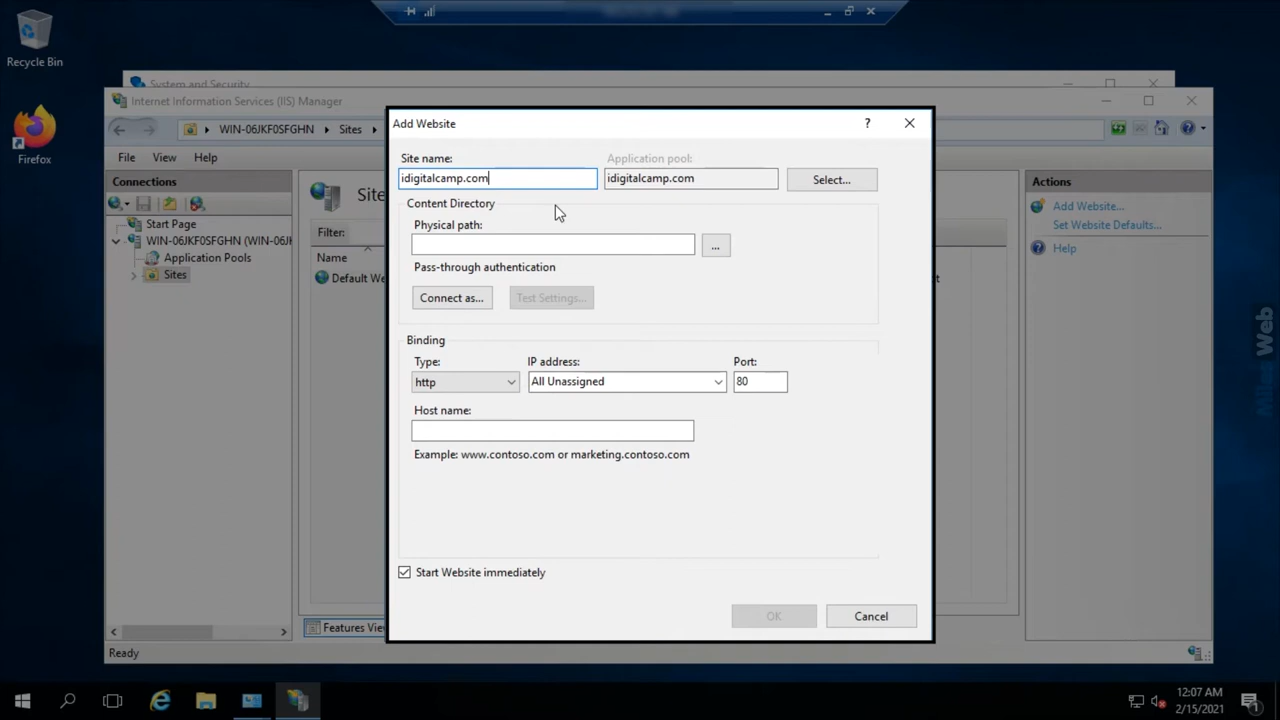 Recycle Bin
Firefox
System and Security
Internet Information Services (IIS) Manager
WIN-06JKF0SFGHN
Sites
File View Help
Connections
Start Page
WIN-06JKF0SFGHN (WIN-06JKF
Application Pools
Sites
Filter:
Name
Default We
Features Vie
Ready
Add Website
?
Site name:
Application pool:
idigitalcamp.com
idigitalcamp.com
Select...
Content Directory
Physical path:
...
Pass-through authentication
Connect as...
Test Settings...
Binding
Type:
IP address:
Port:
http
All Unassigned
80
Host name:
Example: www.contoso.com or marketing.contoso.com
Start Website immediately
OK
Cancel
Actions
Add Website...
Set Website Defaults...
Help
Milas Web
12:07 AM
2/15/2021
1